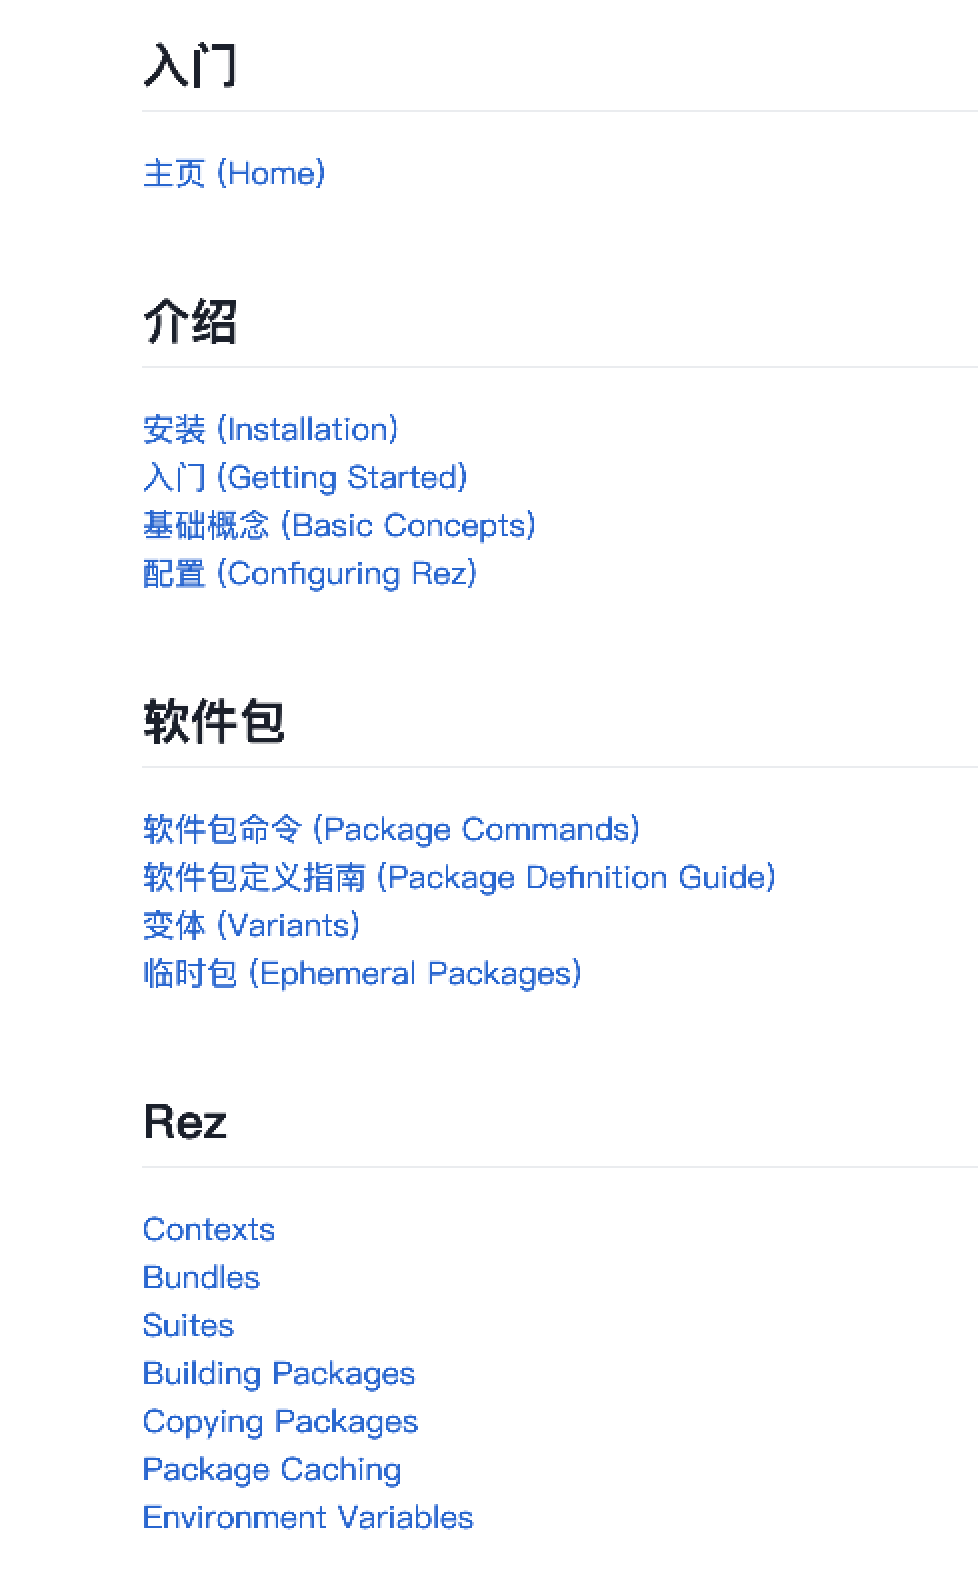 入门
主页 (Home)
介绍
安装 (Installation)
入门 (Getting Started)
基础概念 (Basic Concepts)
配置 (Configuring Rez)
软件包
软件包命令 (Package Commands)
软件包定义指南 (Package Definition Guide)
变体 (Variants)
临时包 (Ephemeral Packages)
Rez
Contexts
Bundles
Suites
Building Packages
Copying Packages
Package Caching
Environment Variables